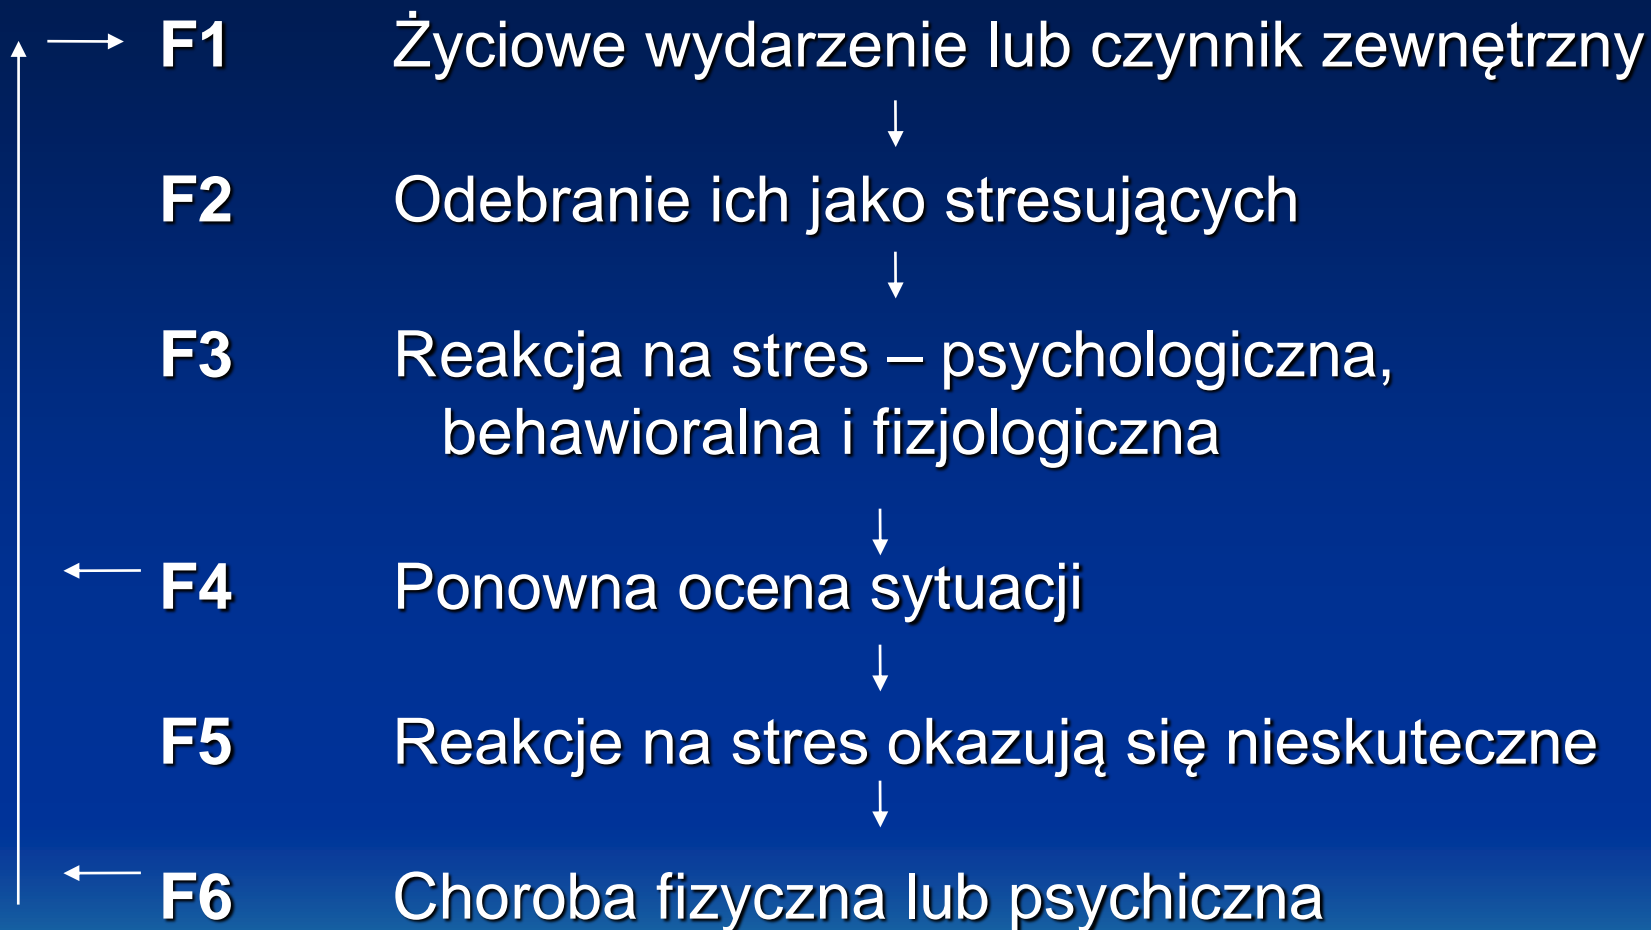 F1 Życiowe wydarzenie lub czynnik zewnętrzny
F2 Odebranie ich jako stresujących
F3 Reakcja na stres – psychologiczna,
behawioralna i fizjologiczna
F4 Ponowna ocena sytuacji
F5 Reakcje na stres okazują się nieskuteczne
F6 Choroba fizyczna lub psychiczna